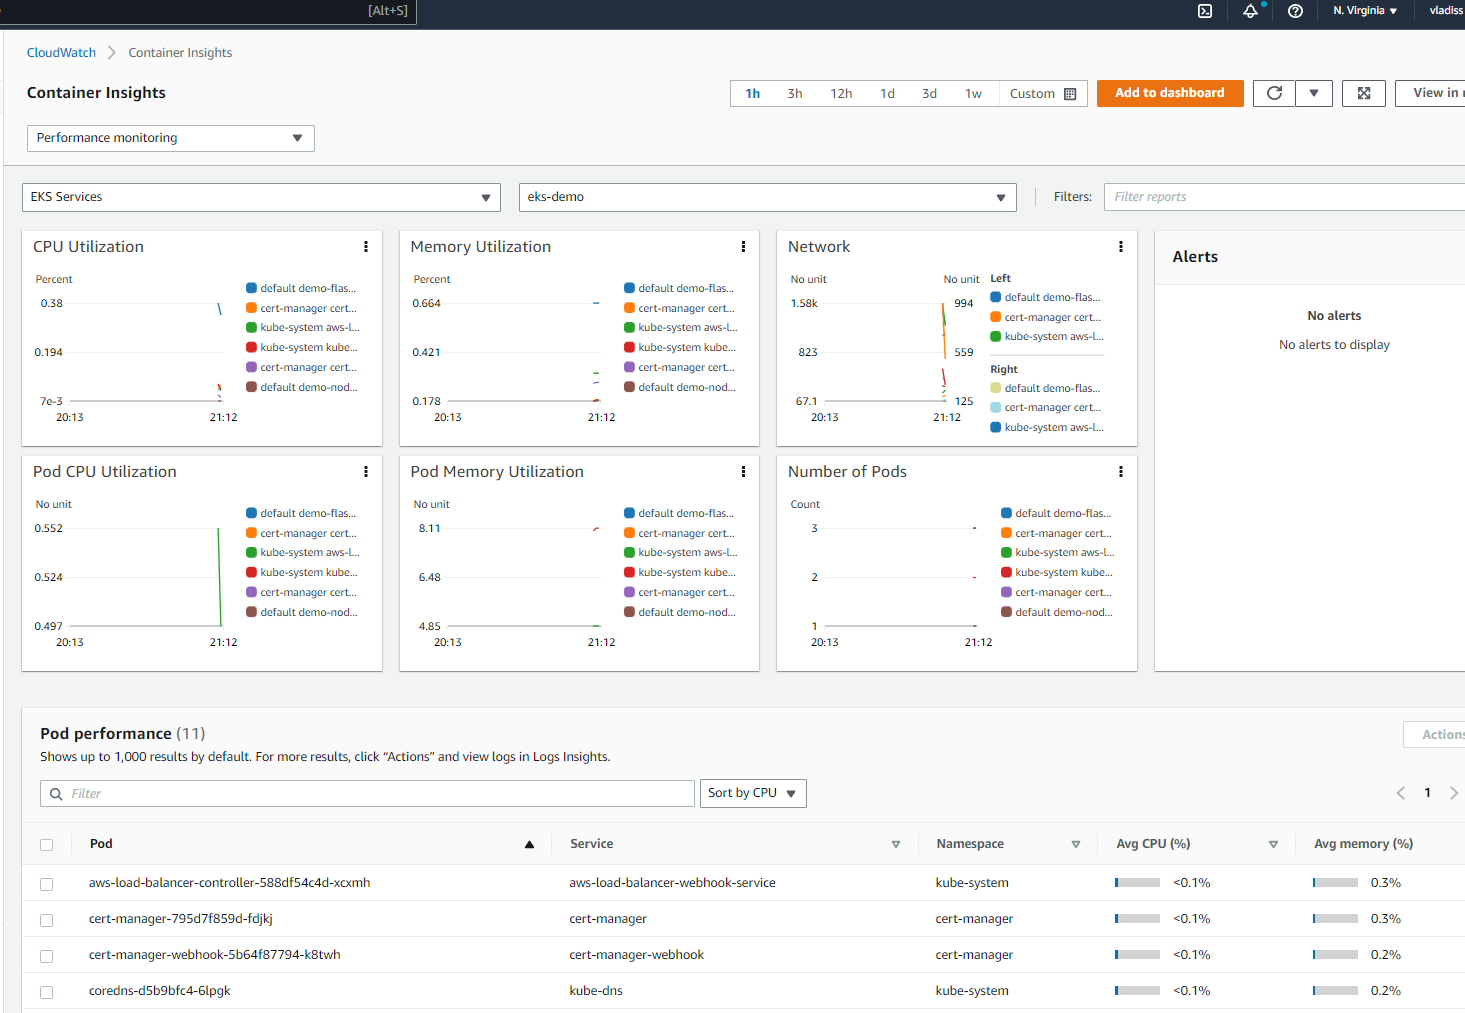 [Alt+S]
N. Virginia
vladiss
CloudWatch
Container Insights
Container Insights
1h 3h 12h 1d 3d 1w Custom
Add to dashboard
View in
Performance monitoring
EKS Services
eks-demo
Filters:
Filter reports
CPU Utilization
Percent
0.38
0.194
7e-3
20:13
21:12
default demo-flas...
cert-manager cert...
kube-system aws-l...
kube-system kube...
cert-manager cert...
default demo-nod...
Memory Utilization
Percent
0.664
0.421
0.178
20:13
21:12
default demo-flas...
cert-manager cert...
kube-system aws-l...
kube-system kube...
cert-manager cert...
default demo-nod...
Network
No unit
No unit
1.58k
823
67.1
994
559
125
20:13
21:12
Left
default demo-flas...
cert-manager cert...
kube-system aws-l...
Right
default demo-flas...
cert-manager cert...
kube-system aws-l...
Alerts
No alerts
No alerts to display
Pod CPU Utilization
No unit
0.552
0.524
0.497
20:13
21:12
default demo-flas...
cert-manager cert...
kube-system aws-l...
kube-system kube...
cert-manager cert...
default demo-nod...
Pod Memory Utilization
No unit
8.11
6.48
4.85
20:13
21:12
default demo-flas...
cert-manager cert...
kube-system aws-l...
kube-system kube...
cert-manager cert...
default demo-nod...
Number of Pods
Count
3
2
1
20:13
21:12
default demo-flas...
cert-manager cert...
kube-system aws-l...
kube-system kube...
cert-manager cert...
default demo-nod...
Pod performance (11)
Actions
Shows up to 1,000 results by default. For more results, click “Actions” and view logs in Logs Insights.
Filter
Sort by CPU
1
Pod Service Namespace Avg CPU (%) Avg memory (%)
aws-load-balancer-controller-588df54c4d-xcxmh aws-load-balancer-webhook-service kube-system <0.1% 0.3%
cert-manager-795d7f859d-fdjkj cert-manager cert-manager <0.1% 0.3%
cert-manager-webhook-5b64f87794-k8twh cert-manager-webhook cert-manager <0.1% 0.2%
coredns-d5b9bfc4-6lpgk kube-dns kube-system <0.1% 0.2%